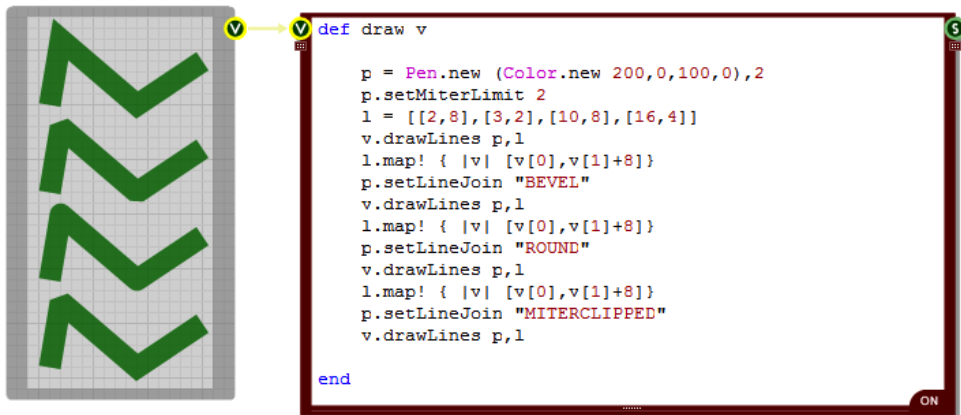 V V def draw v S
p = Pen.new (Color.new 200,0,100,0),2
p.setMiterLimit 2
l = [[2,8],[3,2],[10,8],[16,4]]
v.drawLines p,l
l.map! { |v| [v[0],v[1]+8]}
p.setLineJoin "BEVEL"
v.drawLines p,l
l.map! { |v| [v[0],v[1]+8]}
p.setLineJoin "ROUND"
v.drawLines p,l
l.map! { |v| [v[0],v[1]+8]}
p.setLineJoin "MITERCLIPPED"
v.drawLines p,l
end
ON